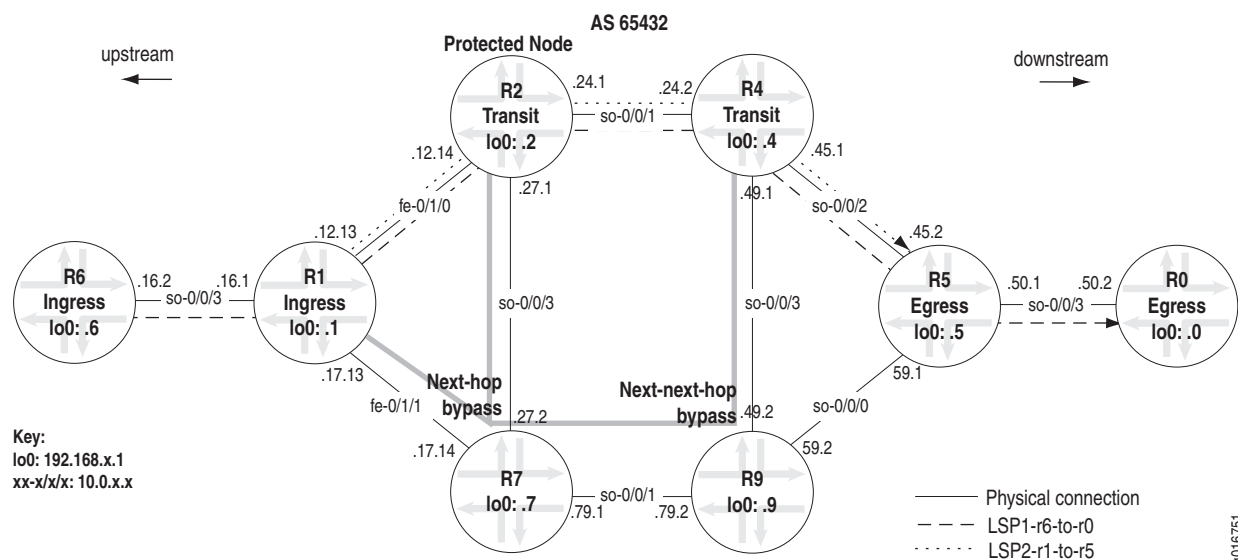 AS 65432
upstream
downstream
Protected Node
R2
Transit
lo0: .2
.24.1
.24.2
so-0/0/1
R4
Transit
lo0: .4
.12.14
.27.1
.49.1
.45.1
fe-0/1/0
so-0/0/2
.12.13
.45.2
R6
Ingress
lo0: .6
.16.2
.16.1
so-0/0/3
R1
Ingress
lo0: .1
so-0/0/3
so-0/0/3
R5
Egress
lo0: .5
.50.1
.50.2
so-0/0/3
R0
Egress
lo0: .0
.17.13
59.1
Next-hop
bypass
Next-next-hop
bypass
fe-0/1/1
.27.2
.49.2
so-0/0/0
.17.14
59.2
Key:
lo0: 192.168.x.1
xx-x/x/x: 10.0.x.x
R7
lo0: .7
.79.1
so-0/0/1
.79.2
R9
lo0: .9
Physical connection
LSP1-r6-to-r0
LSP2-r1-to-r5
g016751